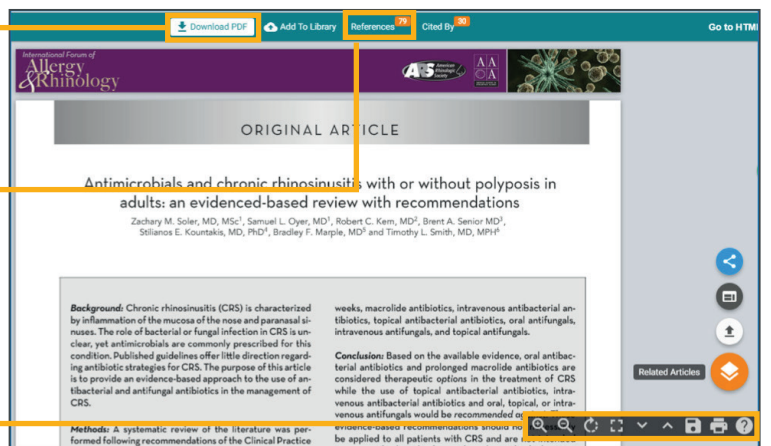 Download PDF
Add To Library
References 79
Cited By 30
Go to HTM
International Forum of
Allergy
&Rhinology
ARS American Rhinologic Society
AA
OA
ORIGINAL ARTICLE
Antimicrobials and chronic rhinosinusitis with or without polyposis in
adults: an evidenced-based review with recommendations
Zachary M. Soler, MD, MSc¹, Samuel L. Oyer, MD¹, Robert C. Kern, MD², Brent A. Senior MD³,
Stilianos E. Kountakis, MD, PhD⁴, Bradley F. Marple, MD⁵ and Timothy L. Smith, MD, MPH⁶
Background: Chronic rhinosinusitis (CRS) is characterized
by inflammation of the mucosa of the nose and paranasal si-
nuses. The role of bacterial or fungal infection in CRS is un-
clear, yet antimicrobials are commonly prescribed for this
condition. Published guidelines offer little direction regard-
ing antibiotic strategies for CRS. The purpose of this article
is to provide an evidence-based approach to the use of an-
tibacterial and antifungal antibiotics in the management of
CRS.
Methods: A systematic review of the literature was per-
formed following recommendations of the Clinical Practice
weeks, macrolide antibiotics, intravenous antibacterial an-
tibiotics, topical antibacterial antibiotics, oral antifungals,
intravenous antifungals, and topical antifungals.
Conclusion: Based on the available evidence, oral antibac-
terial antibiotics and prolonged macrolide antibiotics are
considered therapeutic options in the treatment of CRS
while the use of topical antibacterial antibiotics, intra-
venous antibacterial antibiotics and oral, topical, or intra-
venous antifungals would be recommended
evidence-based recommendations should
be applied to all patients with CRS and are
Related Articles